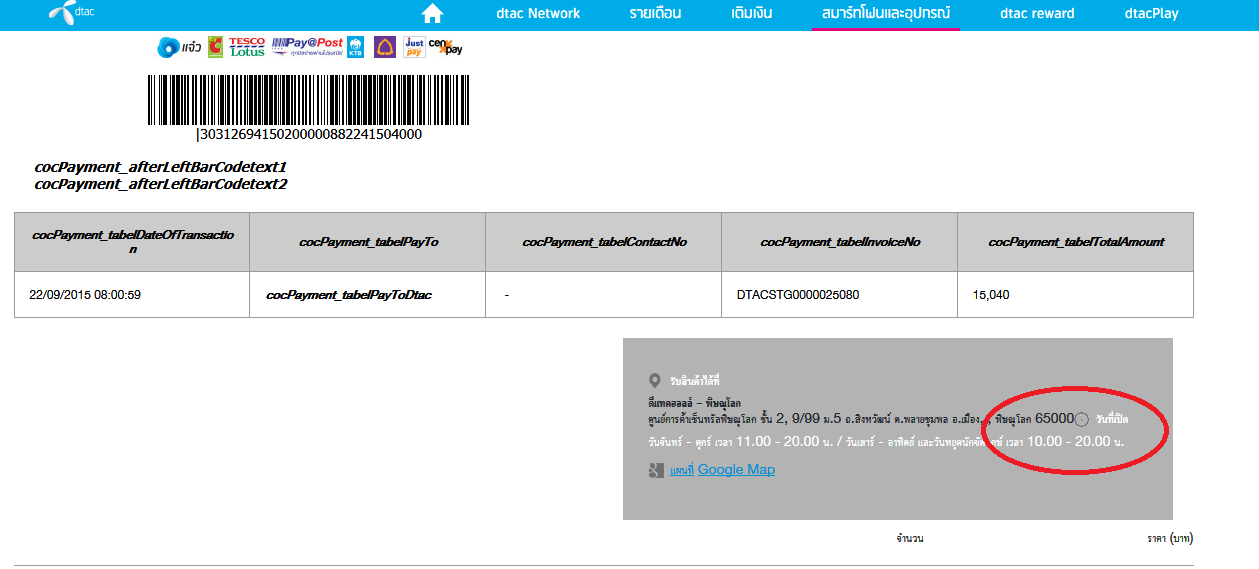 dtac dtac Network รายเดือน เติมเงิน สมาร์ทโฟนและอุปกรณ์ dtac reward dtacPlay
แจ๋ว TESCO Lotus Pay@Post KTB Just pay cenpay
|3031269415020000088224150​4000
cocPayment_afterLeftBarCodetext1
cocPayment_afterLeftBarCodetext2
cocPayment_tabelDateOfTransaction cocPayment_tabelPayTo cocPayment_tabelContactNo cocPayment_tabelInvoiceNo cocPayment_tabelTotalAmount
22/09/2015 08:00:59 cocPayment_tabelPayToDtac - DTACSTG0000025080 15,040
รับสินค้าได้ที่
ดีแทคฮอลล์ - พิษณุโลก
ศูนย์การค้าเซ็นทรัลพิษณุโลก ชั้น 2, 9/99 ม.5 ถ.สิงหวัฒน์ ต.พลายชุมพล อ.เมือง., พิษณุโลก 65000 วันที่เปิด
วันจันทร์ - ศุกร์ เวลา 11.00 - 20.00 น. / วันเสาร์ - อาทิตย์ และวันหยุดนักขัตฤกษ์ เวลา 10.00 - 20.00 น.
แผนที่ Google Map
จำนวน ราคา (บาท)